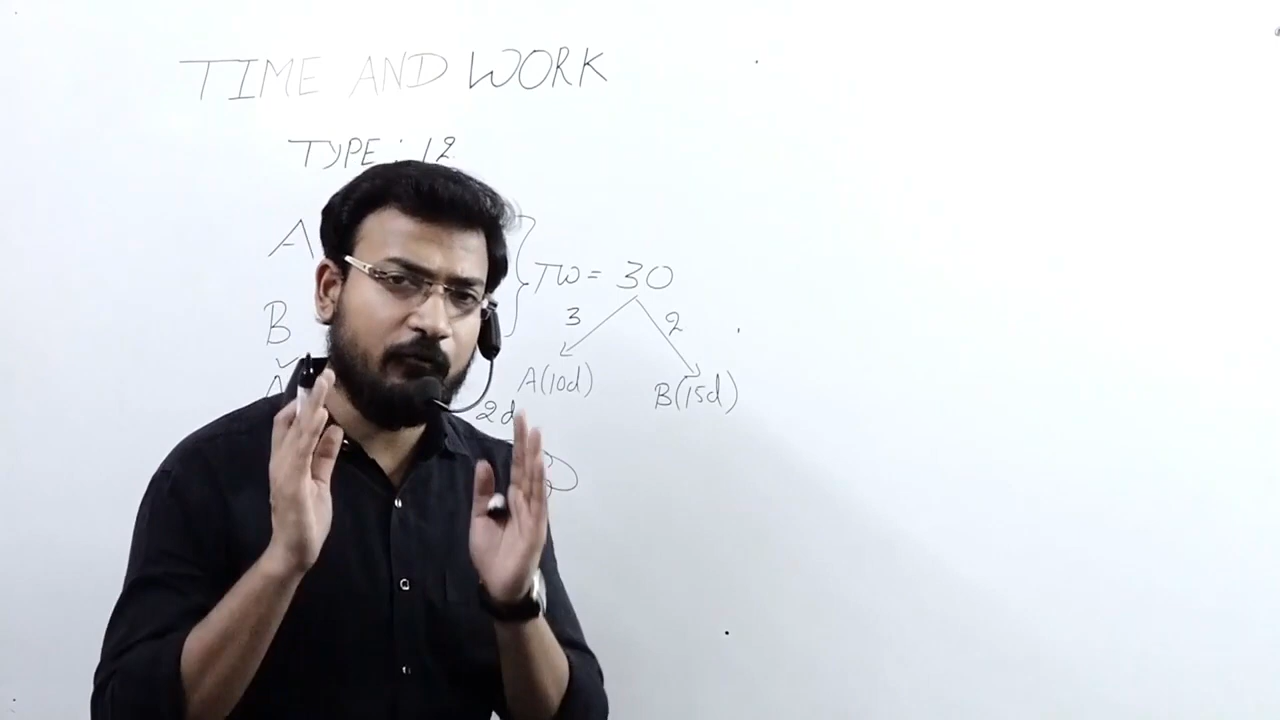 TIME AND WORK
TYPE : 12
A
B
TW = 30
3 2
A(10d) B(15d)
2d